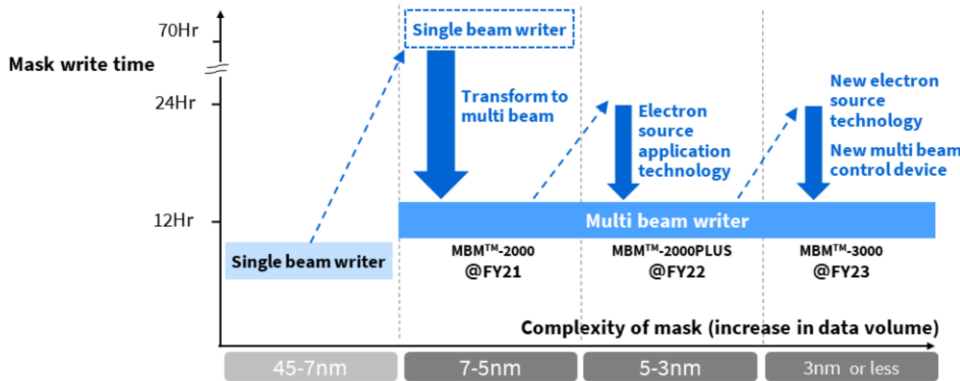 70Hr
Mask write time
24Hr
12Hr
Single beam writer
Single beam writer
Transform to
multi beam
Electron
source
application
technology
New electron
source
technology
New multi beam
control device
Multi beam writer
MBM™-2000
@FY21
MBM™-2000PLUS
@FY22
MBM™-3000
@FY23
Complexity of mask (increase in data volume)
45-7nm
7-5nm
5-3nm
3nm or less